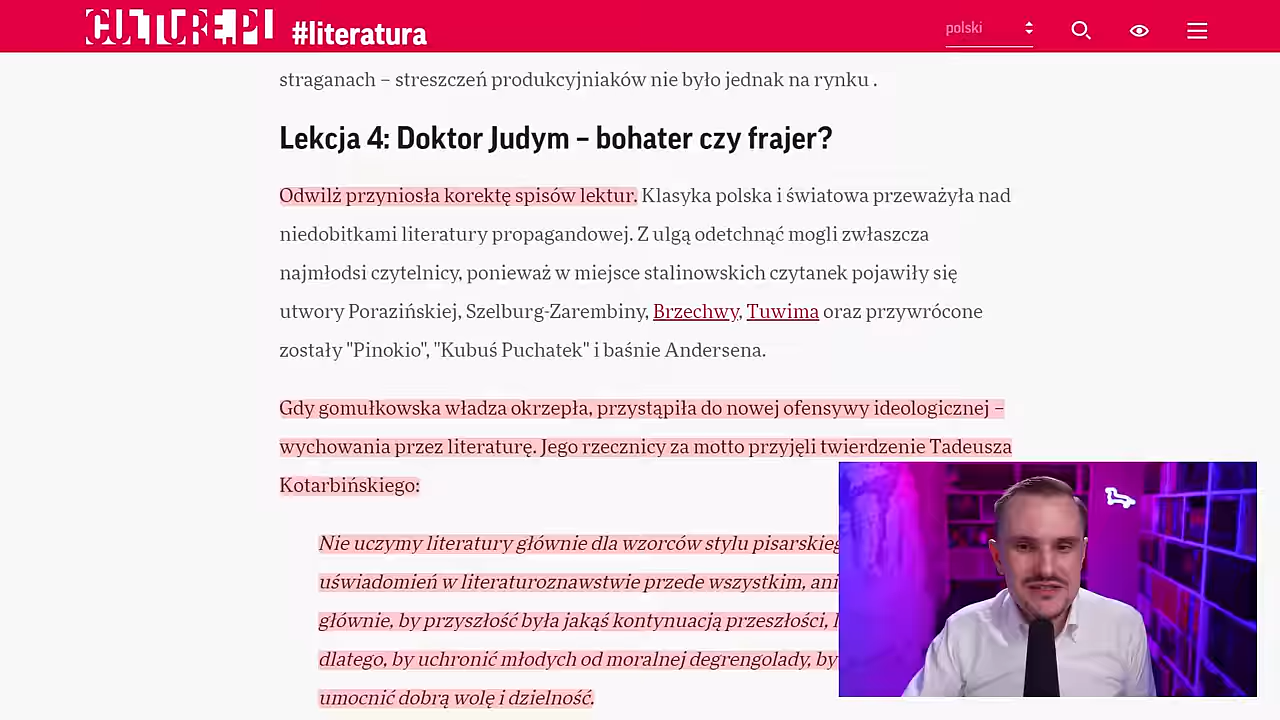 CULTURE.PL #literatura
polski
straganach – streszczeń produkcyjniaków nie było jednak na rynku .
Lekcja 4: Doktor Judym – bohater czy frajer?
Odwilż przyniosła korektę spisów lektur. Klasyka polska i światowa przeważyła nad
niedobitkami literatury propagandowej. Z ulgą odetchnąć mogli zwłaszcza
najmłodsi czytelnicy, ponieważ w miejsce stalinowskich czytanek pojawiły się
utwory Porazińskiej, Szelburg-Zarembiny, Brzechwy, Tuwima oraz przywrócone
zostały "Pinokio", "Kubuś Puchatek" i baśnie Andersena.
Gdy gomułkowska władza okrzepła, przystąpiła do nowej ofensywy ideologicznej –
wychowania przez literaturę. Jego rzecznicy za motto przyjęli twierdzenie Tadeusza
Kotarbińskiego:
Nie uczymy literatury głównie dla wzorców stylu
uświadomień w literaturoznawstwie przede wszystkim, ani
głównie, by przyszłość była jakąś kontynuacją przeszłości,
dlatego, by uchronić młodych od moralnej degrengolady, by
umocnić dobrą wolę i dzielność.